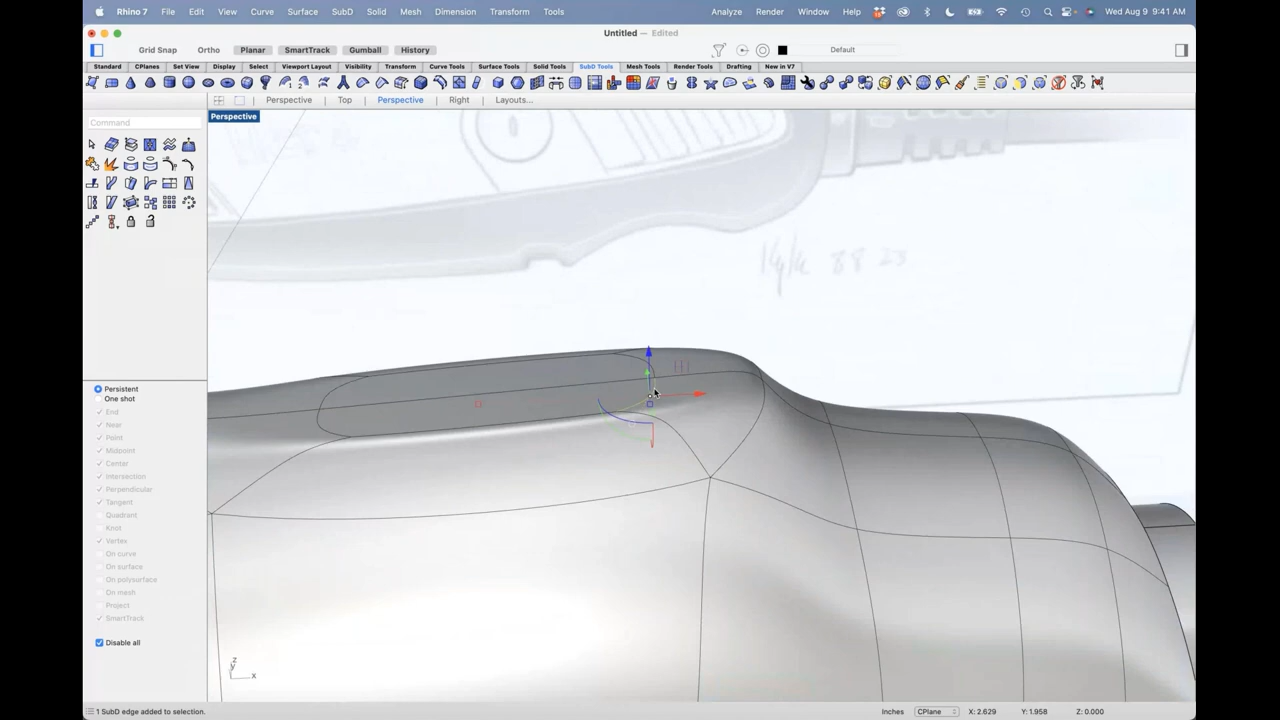 Rhino 7 File Edit View Curve Surface SubD Solid Mesh Dimension Transform Tools Analyze Render Window Help Wed Aug 9 9:41 AM
Untitled — Edited
Grid Snap Ortho Planar SmartTrack Gumball History Default
Standard CPlanes Set View Display Select Viewport Layout Visibility Transform Curve Tools Surface Tools Solid Tools SubD Tools Mesh Tools Render Tools Drafting New in V7
Perspective Top Perspective Right Layouts...
Perspective
Command
Persistent
One shot
End
Near
Point
Midpoint
Center
Intersection
Perpendicular
Tangent
Quadrant
Knot
Vertex
On curve
On surface
On polysurface
On mesh
Project
SmartTrack
Disable all
z
y
x
1 SubD edge added to selection. Inches CPlane X: 2.629 Y: 1.958 Z: 0.000